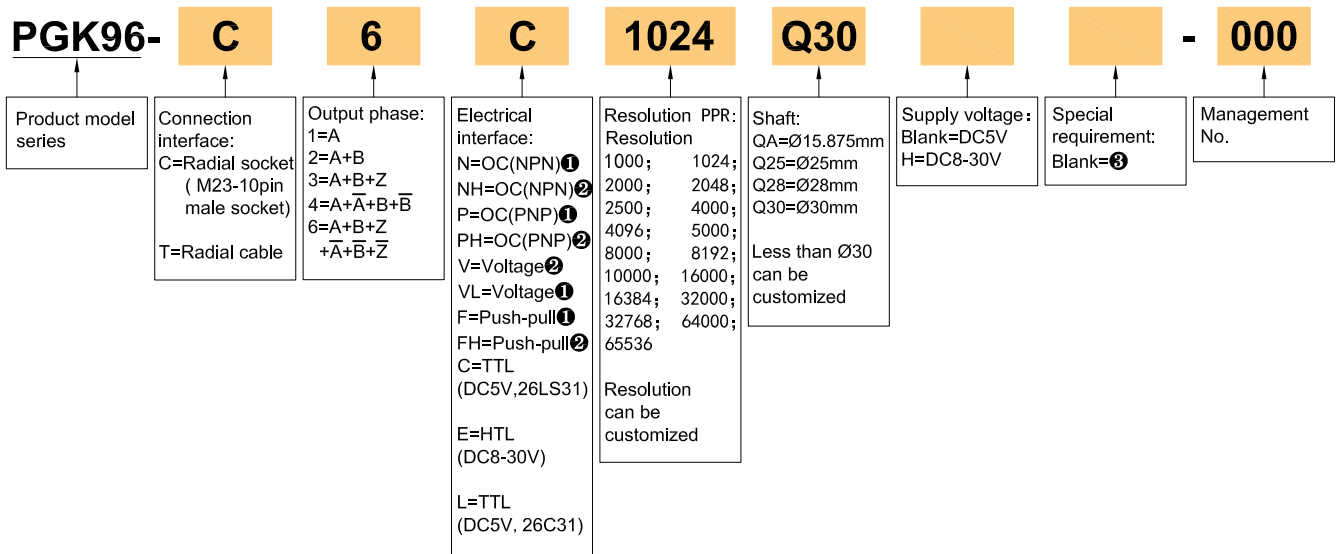 PGK96- C 6 C 1024 Q30 - 000
Product model
series
Connection
interface:
C=Radial socket
( M23-10pin
male socket)
T=Radial cable
Output phase:
1=A
2=A+B
3=A+B+Z
4=A+A̅+B+B̅
6=A+B+Z
+A̅+B̅+Z̅
Electrical
interface:
N=OC(NPN)❶
NH=OC(NPN)❷
P=OC(PNP)❶
PH=OC(PNP)❷
V=Voltage❷
VL=Voltage❶
F=Push-pull❶
FH=Push-pull❷
C=TTL
(DC5V,26LS31)
E=HTL
(DC8-30V)
L=TTL
(DC5V, 26C31)
Resolution PPR:
Resolution
1000; 1024;
2000; 2048;
2500; 4000;
4096; 5000;
8000; 8192;
10000; 16000;
16384; 32000;
32768; 64000;
65536
Resolution
can be
customized
Shaft:
QA=Ø15.875mm
Q25=Ø25mm
Q28=Ø28mm
Q30=Ø30mm
Less than Ø30
can be
customized
Supply voltage:
Blank=DC5V
H=DC8-30V
Special
requirement:
Blank=❸
Management
No.